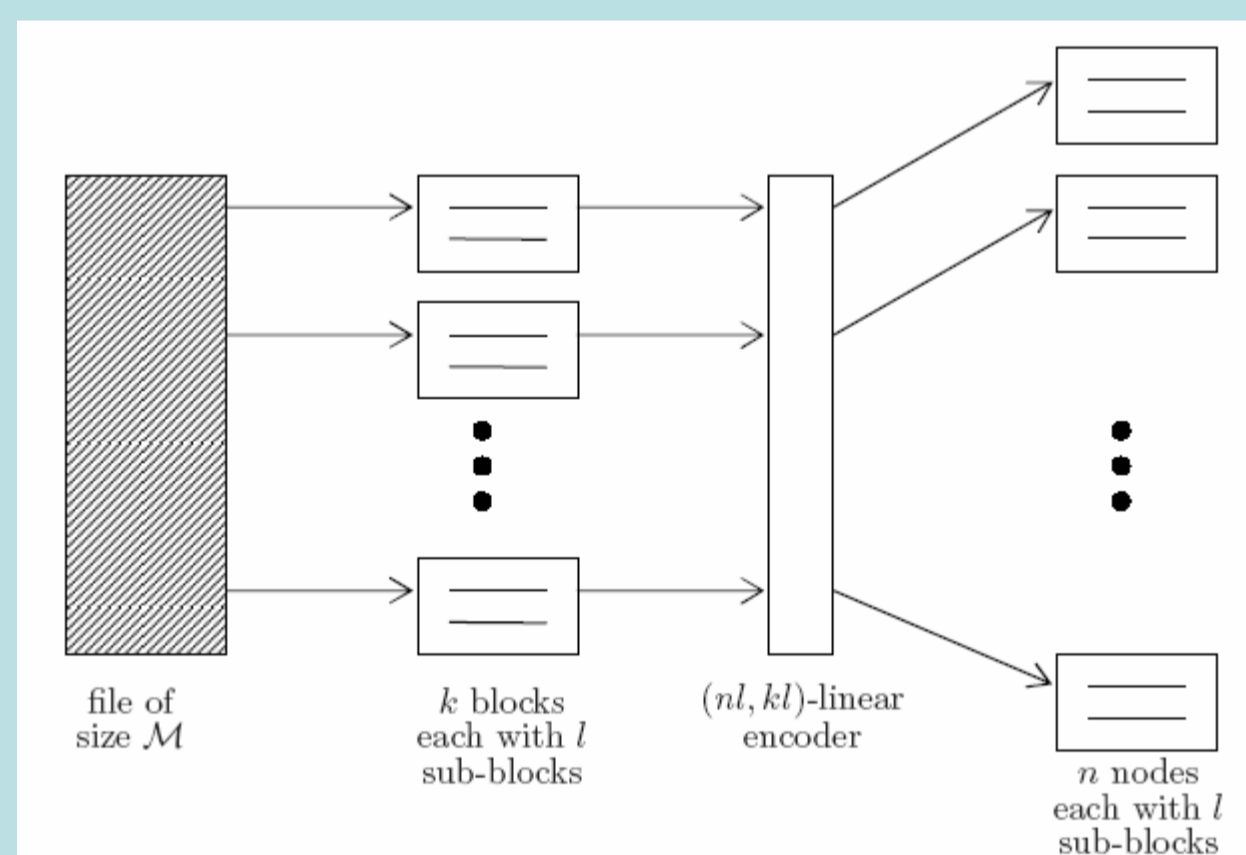 file of
size ℳ
k blocks
each with l
sub-blocks
(nl, kl)-linear
encoder
n nodes
each with l
sub-blocks